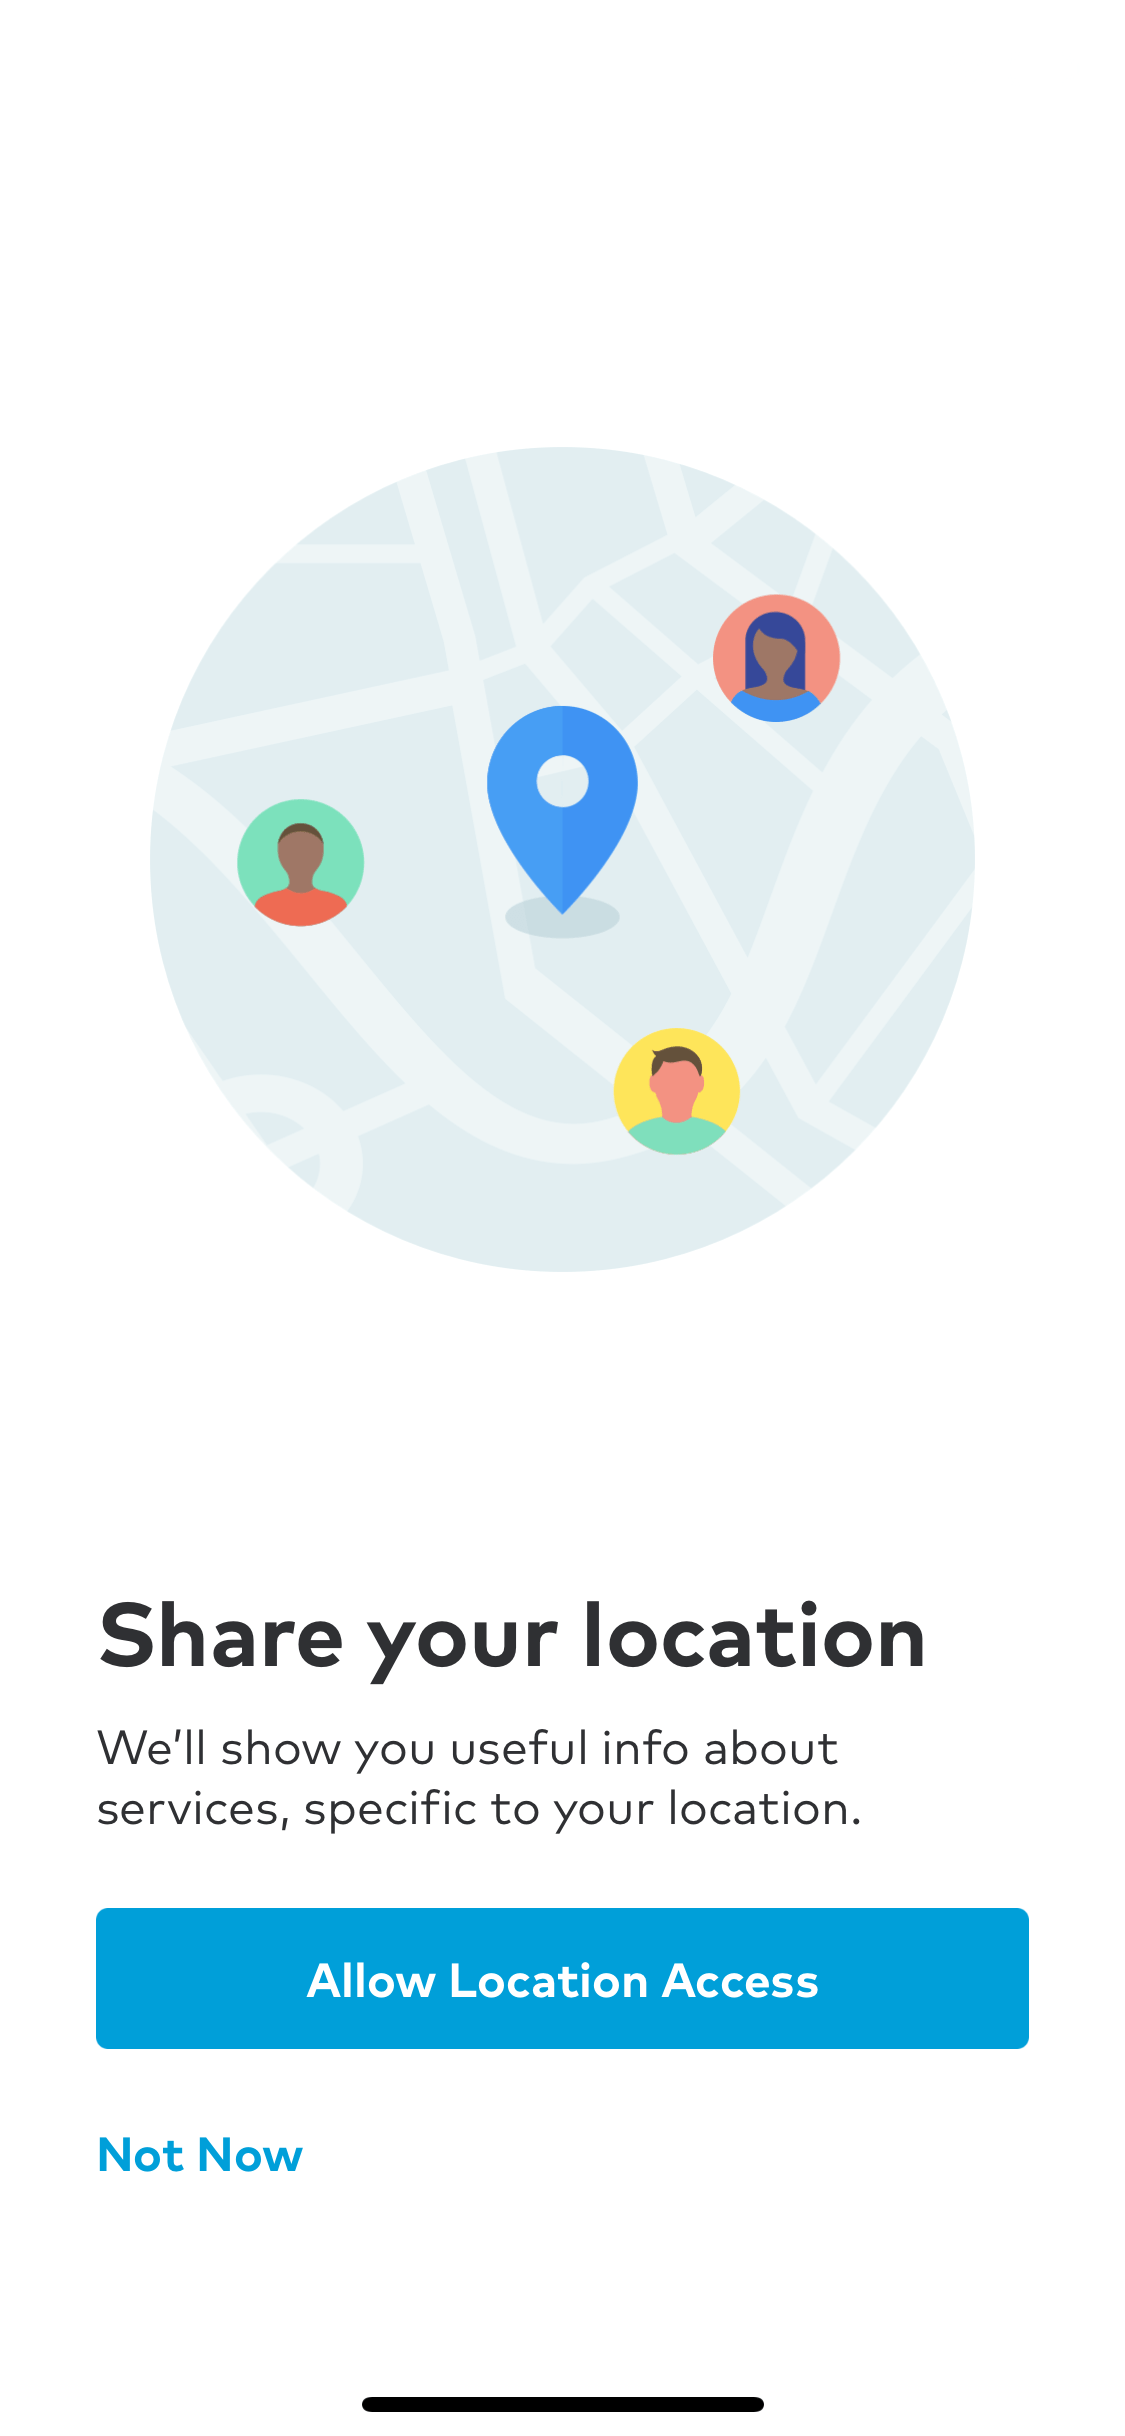 Share your location
We’ll show you useful info about
services, specific to your location.
Allow Location Access
Not Now